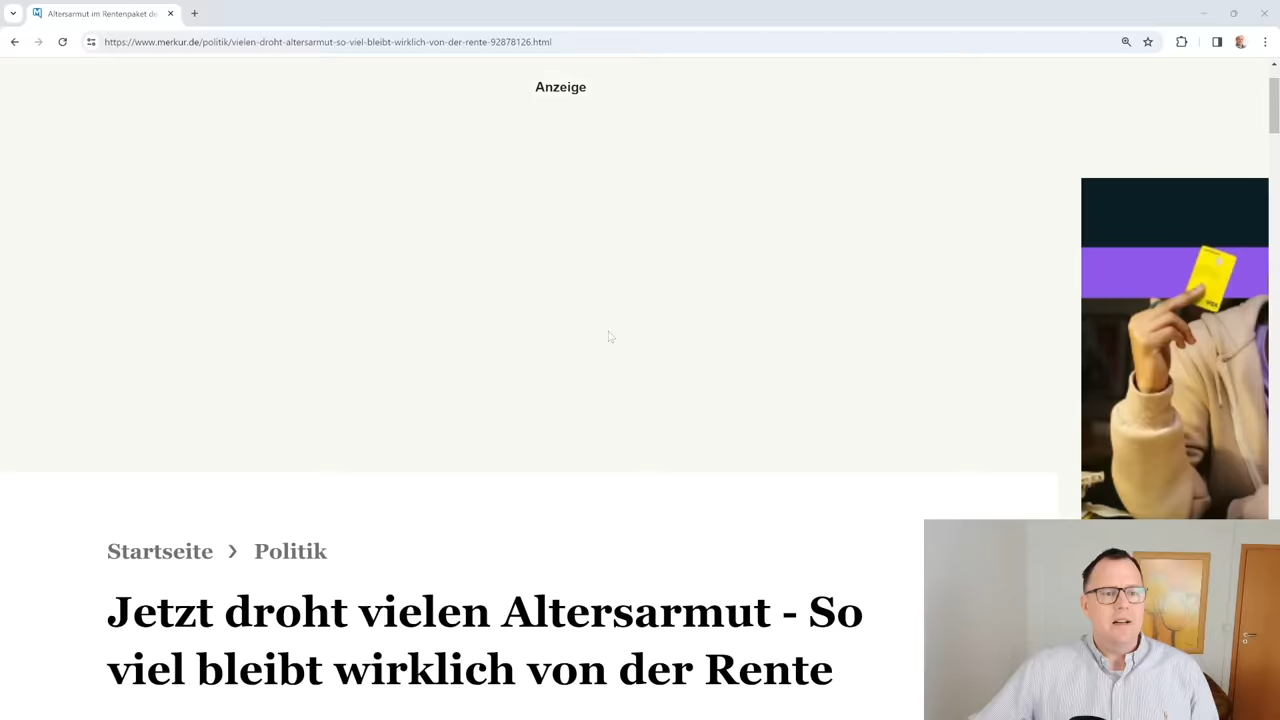 Altersarmut im Rentenpaket de
https://www.merkur.de/politik/vielen-droht-altersarmut-so-viel-bleibt-wirklich-von-der-rente-92878126.html
Anzeige
Startseite > Politik
Jetzt droht vielen Altersarmut - So
viel bleibt wirklich von der Rente